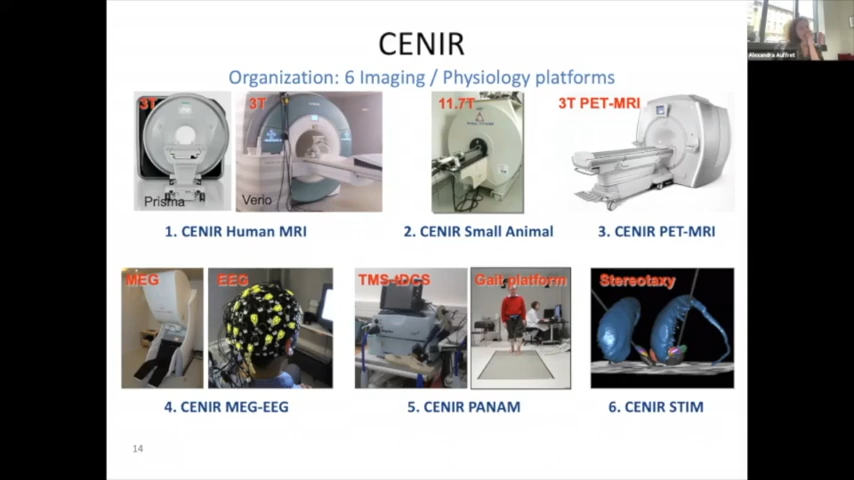 CENIR
Organization: 6 Imaging / Physiology platforms
3T
3T
11.7T
3T PET-MRI
Prisma
Verio
1. CENIR Human MRI
2. CENIR Small Animal
3. CENIR PET-MRI
MEG
EEG
TMS-tDCS
Gait platform
Stereotaxy
4. CENIR MEG-EEG
5. CENIR PANAM
6. CENIR STIM
14
Alexandra Auffret